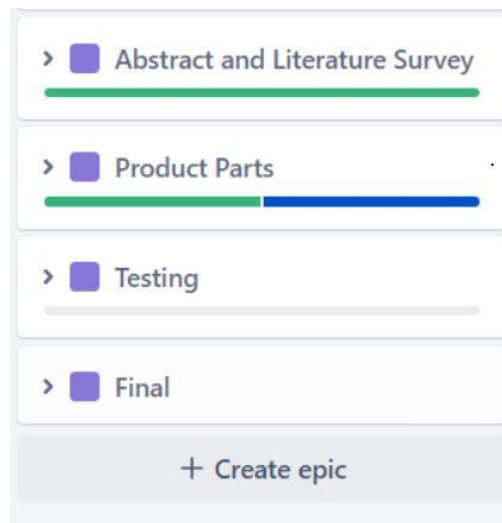 Abstract and Literature Survey
Product Parts
Testing
Final
+ Create epic